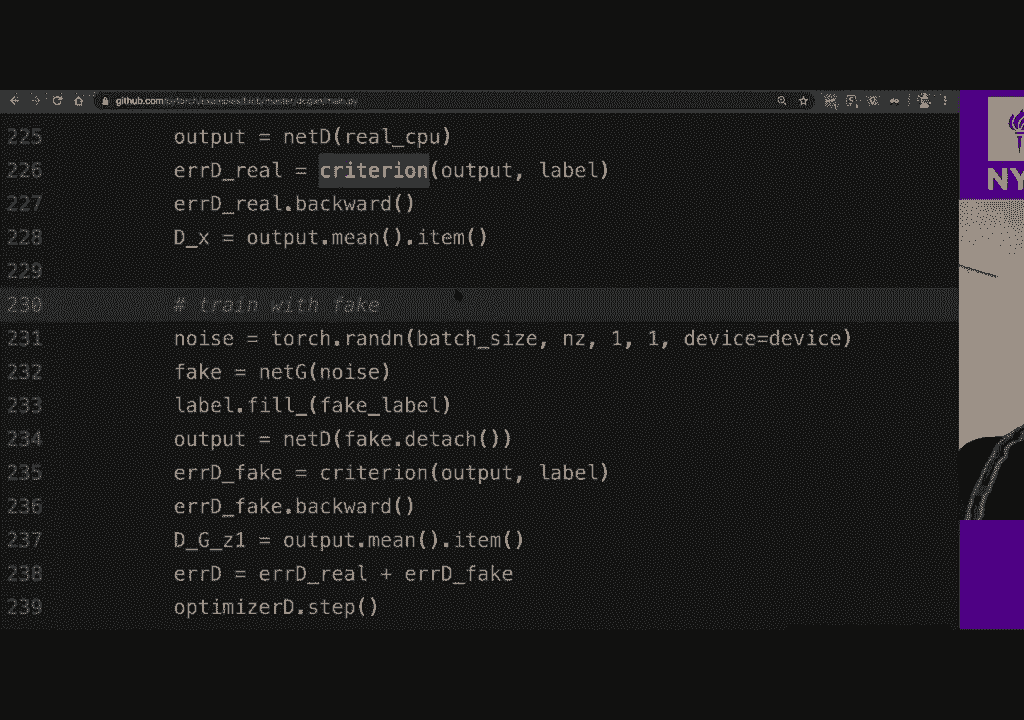 github.com/pytorch/examples/blob/master/dcgan/main.py
225 output = netD(real_cpu)
226 errD_real = criterion(output, label)
227 errD_real.backward()
228 D_x = output.mean().item()
229
230 # train with fake
231 noise = torch.randn(batch_size, nz, 1, 1, device=device)
232 fake = netG(noise)
233 label.fill_(fake_label)
234 output = netD(fake.detach())
235 errD_fake = criterion(output, label)
236 errD_fake.backward()
237 D_G_z1 = output.mean().item()
238 errD = errD_real + errD_fake
239 optimizerD.step()
NY